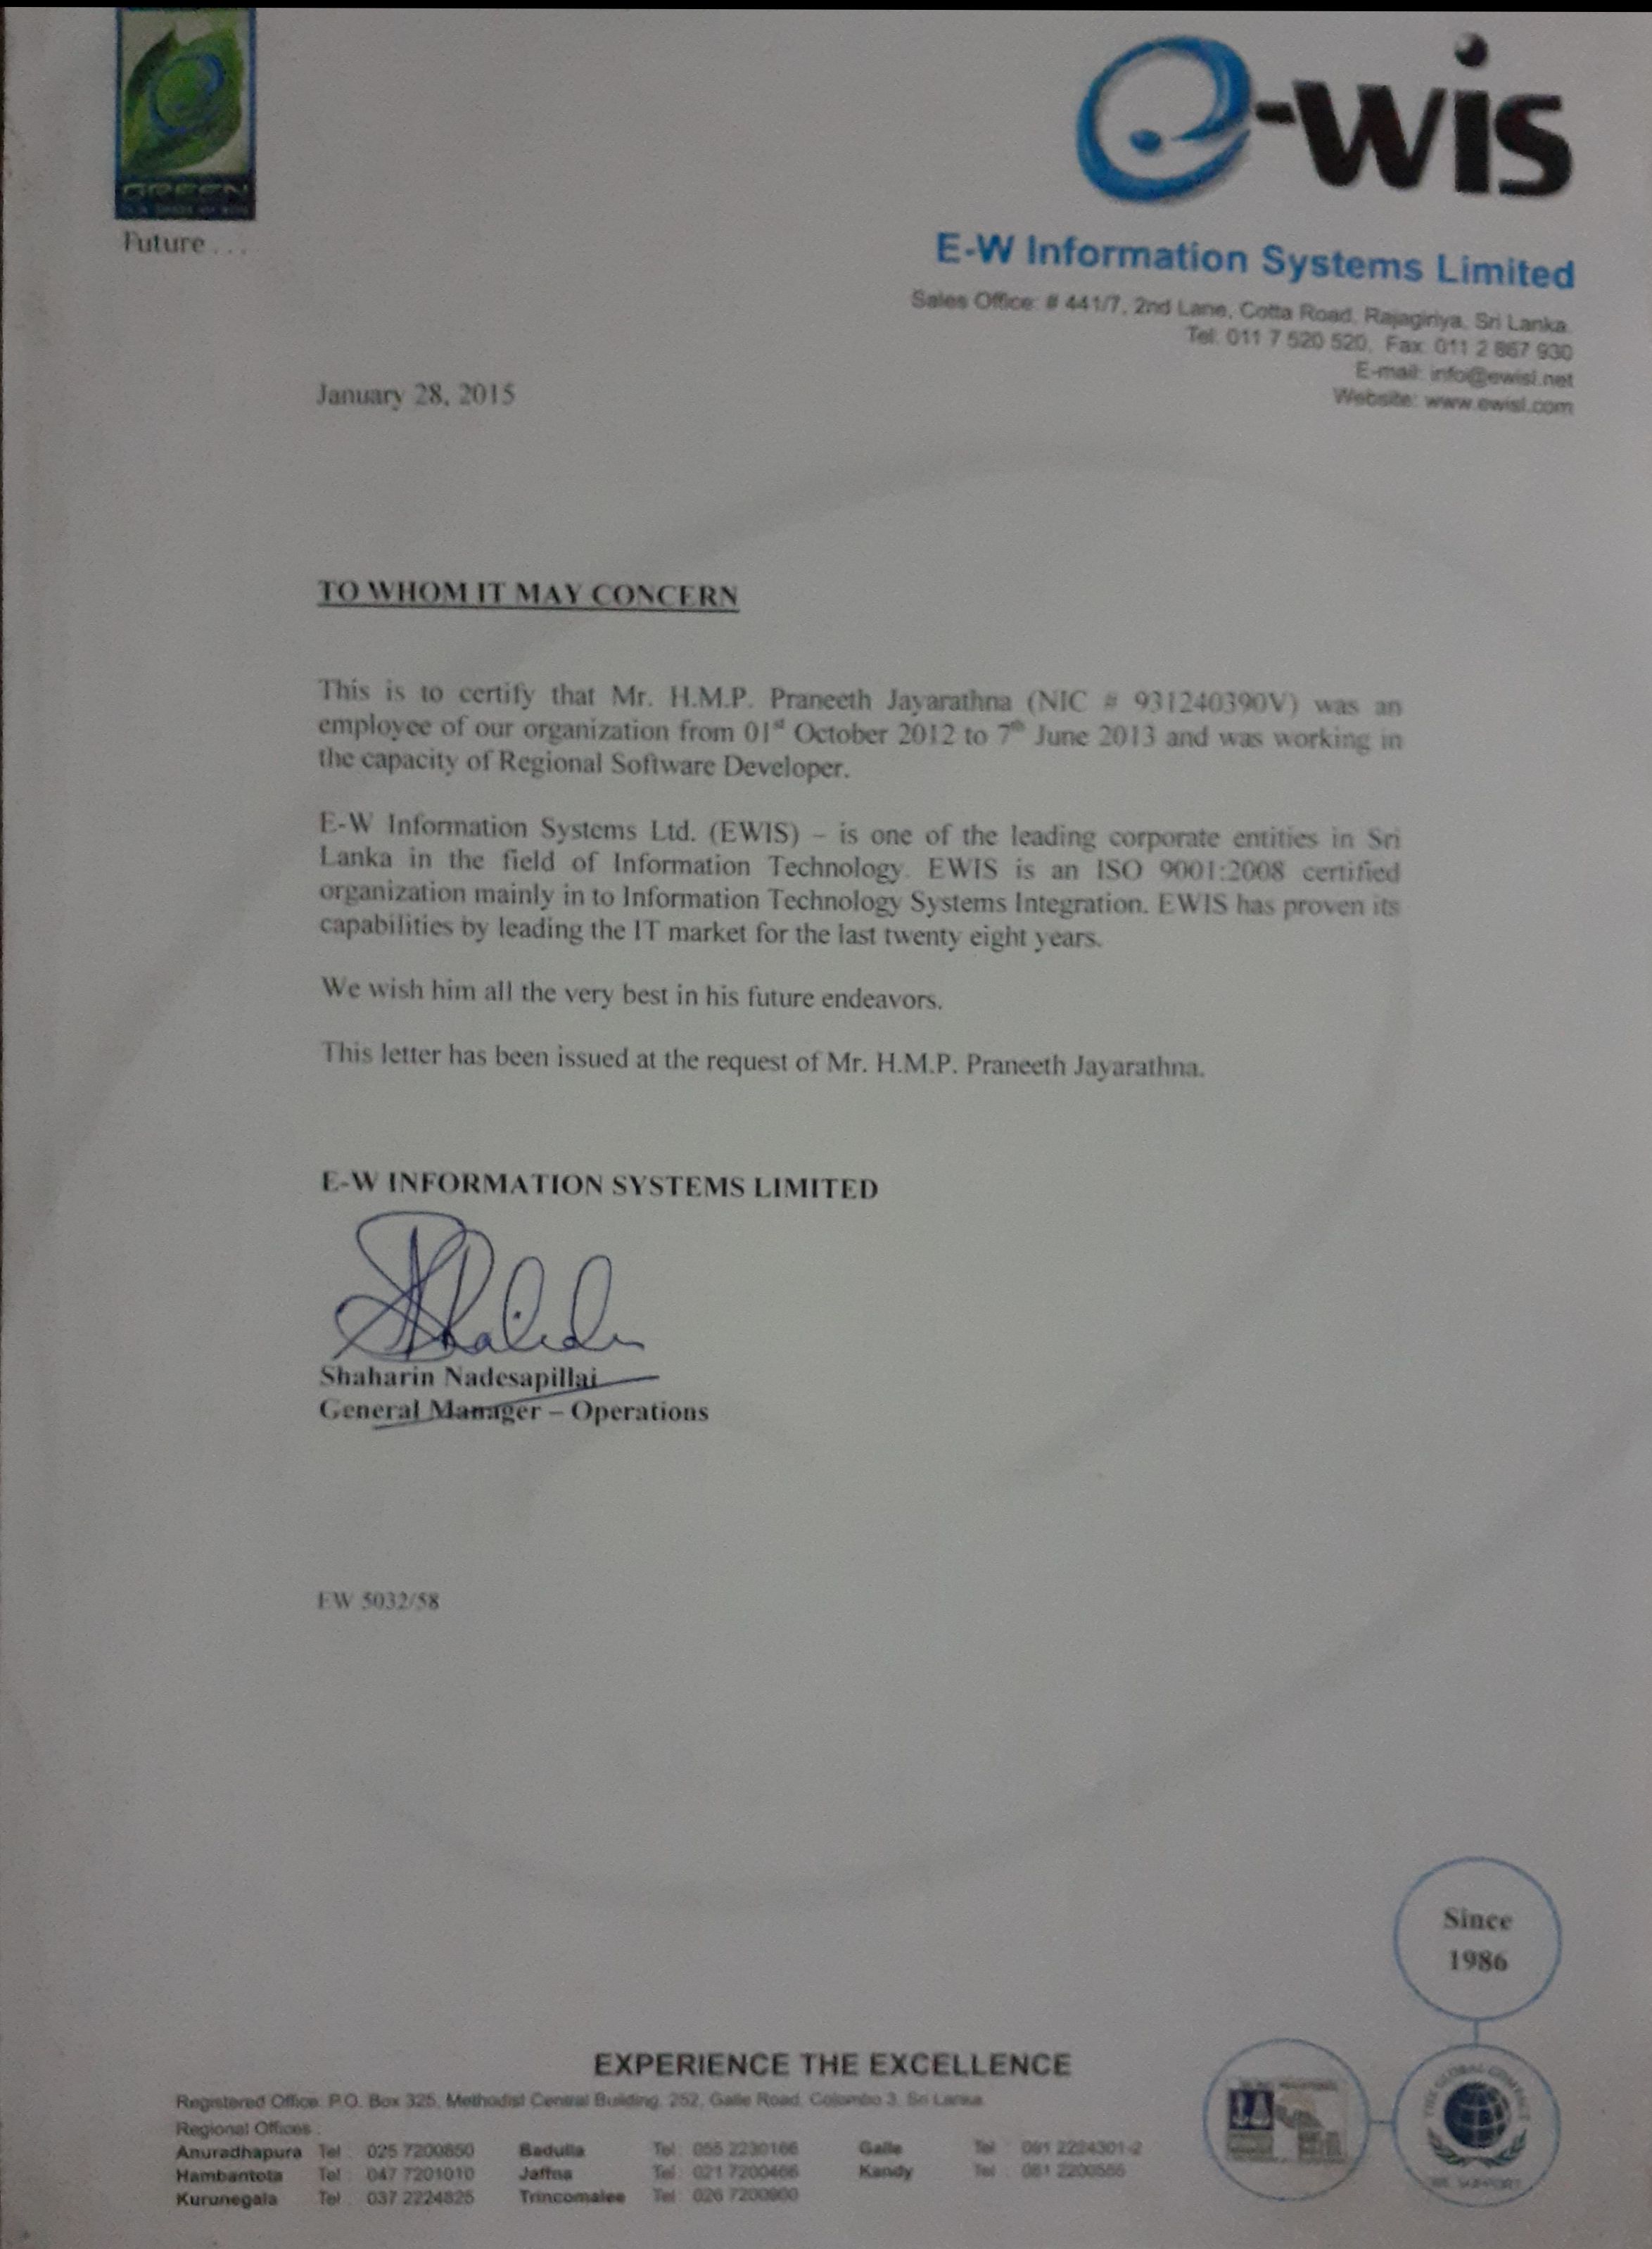 GREEN
Future . . .
e-wis
E-W Information Systems Limited
Sales Office: # 441/7, 2nd Lane, Cotta Road, Rajagiriya, Sri Lanka.
Tel: 011 7 520 520, Fax: 011 2 867 930
E-mail: info@ewisl.net
Website: www.ewisl.com
January 28, 2015
TO WHOM IT MAY CONCERN
This is to certify that Mr. H.M.P. Praneeth Jayarathna (NIC # 931240390V) was an
employee of our organization from 01st October 2012 to 7th June 2013 and was working in
the capacity of Regional Software Developer.
E-W Information Systems Ltd. (EWIS) – is one of the leading corporate entities in Sri
Lanka in the field of Information Technology. EWIS is an ISO 9001:2008 certified
organization mainly in to Information Technology Systems Integration. EWIS has proven its
capabilities by leading the IT market for the last twenty eight years.
We wish him all the very best in his future endeavors.
This letter has been issued at the request of Mr. H.M.P. Praneeth Jayarathna.
E-W INFORMATION SYSTEMS LIMITED
Shaharin Nadesapillai
General Manager – Operations
EW 5032/58
Since
1986
EXPERIENCE THE EXCELLENCE
Registered Office: P.O. Box 325, Methodist Central Building, 252, Galle Road, Colombo 3, Sri Lanka
Regional Offices :
Anuradhapura Tel : 025 7200850 Badulla Tel : 055 2230166 Galle Tel : 091 2224301-2
Hambantota Tel : 047 7201010 Jaffna Tel : 021 7200466 Kandy Tel : 081 2200566
Kurunegala Tel : 037 2224825 Trincomalee Tel : 026 7200900
THE GLOBAL COMPACT
WE SUPPORT